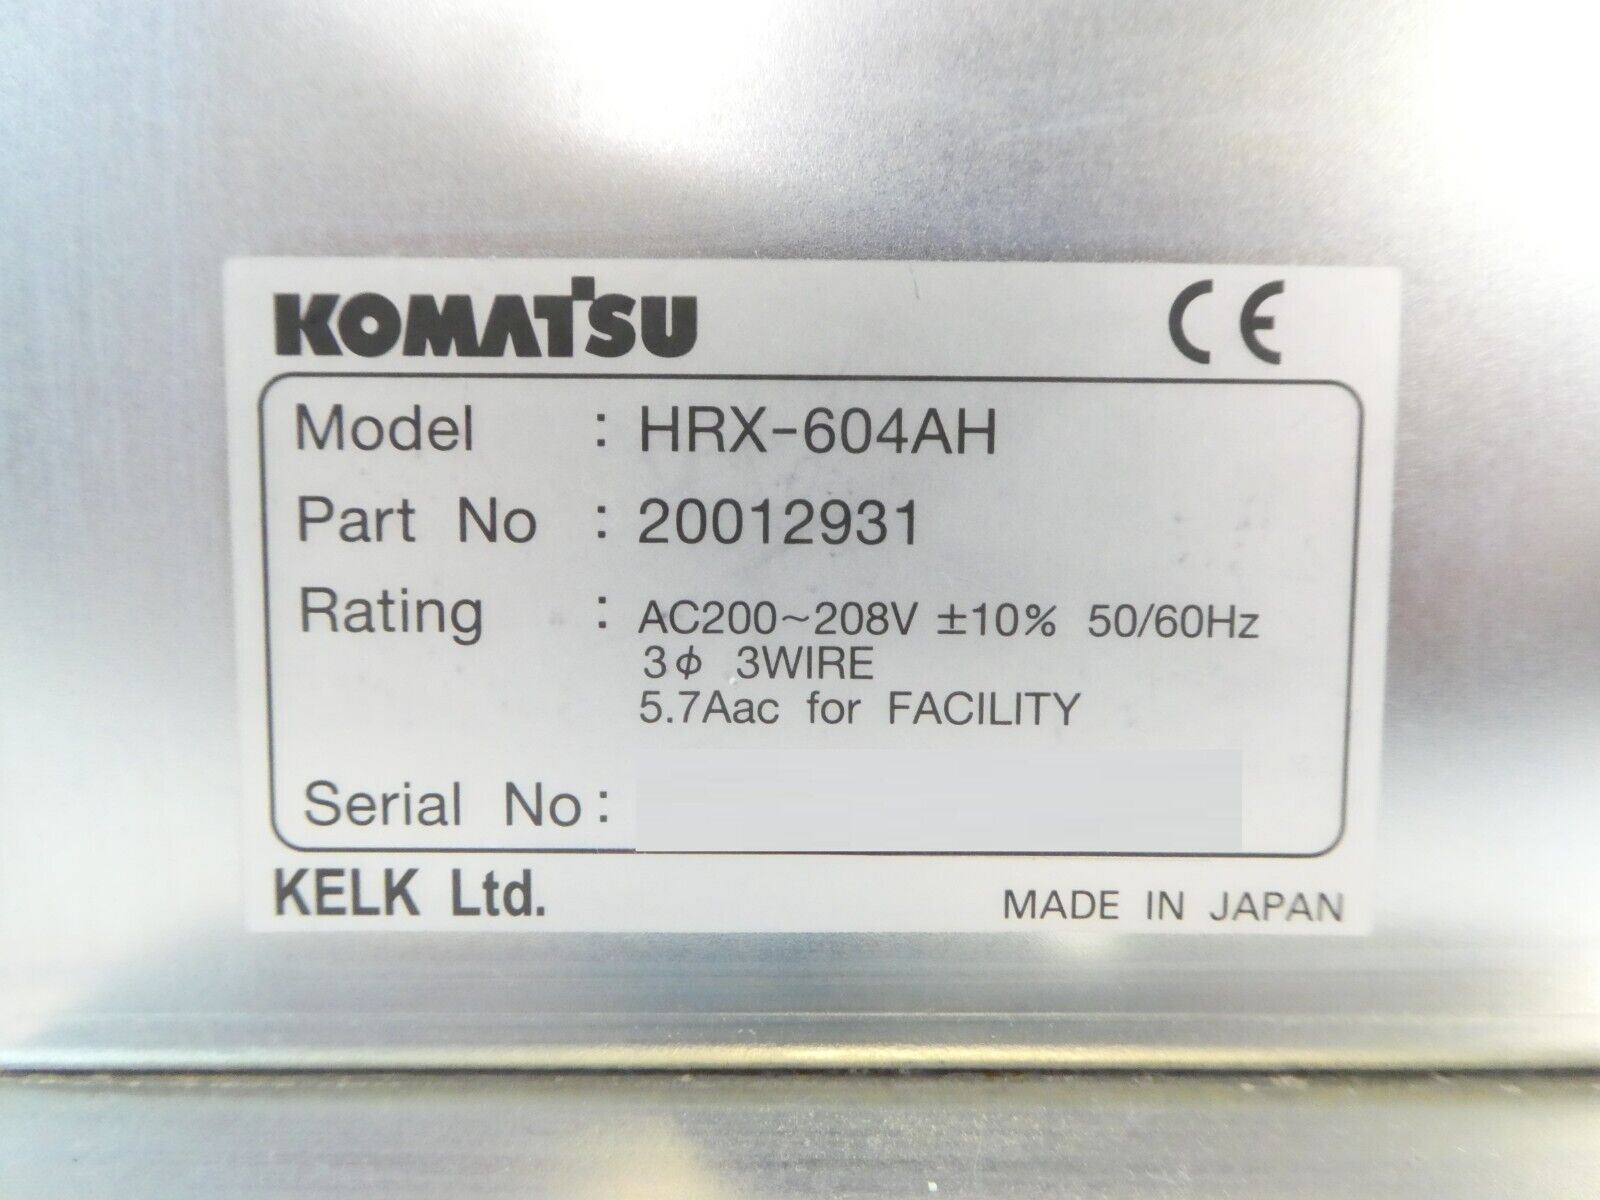 KOMATSU CE
Model : HRX-604AH
Part No : 20012931
Rating : AC200~208V ±10% 50/60Hz
3ϕ 3WIRE
5.7Aac for FACILITY
Serial No :
KELK Ltd. MADE IN JAPAN